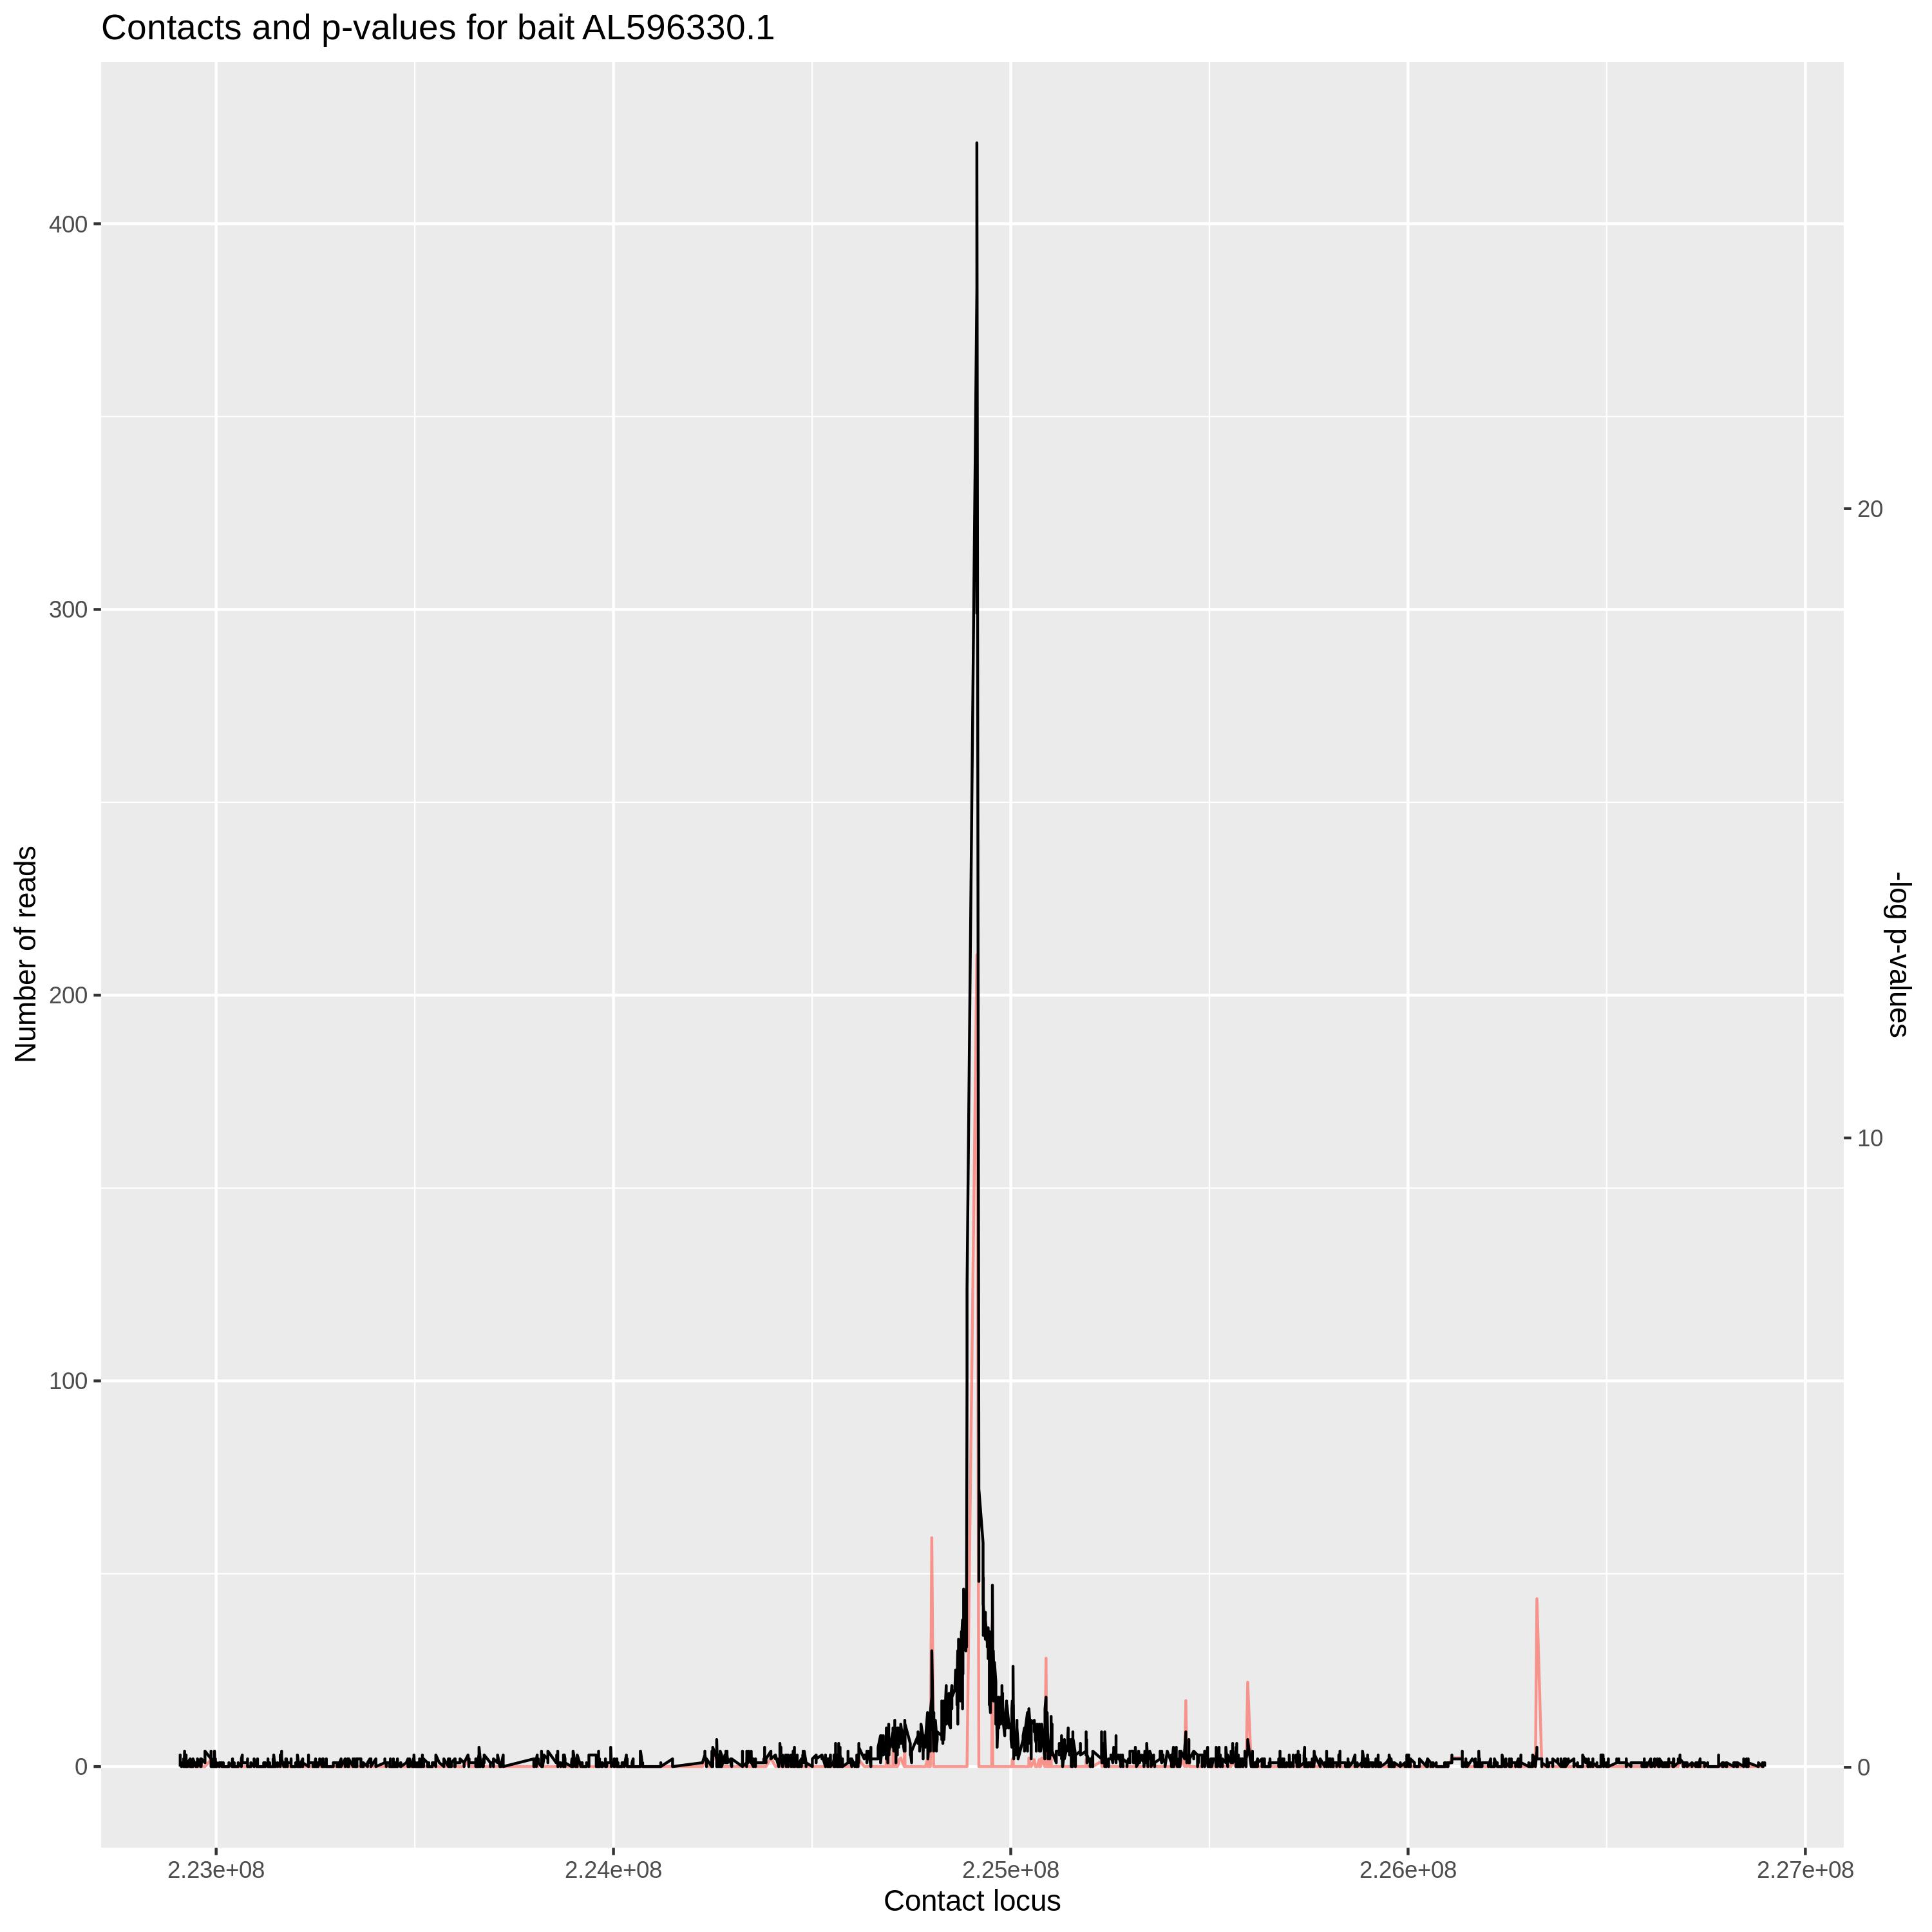 Contacts and p-values for bait AL596330.1
400
300
200
100
0
Number of reads
20
10
0
-log p-values
2.23e+08
2.24e+08
2.25e+08
2.26e+08
2.27e+08
Contact locus